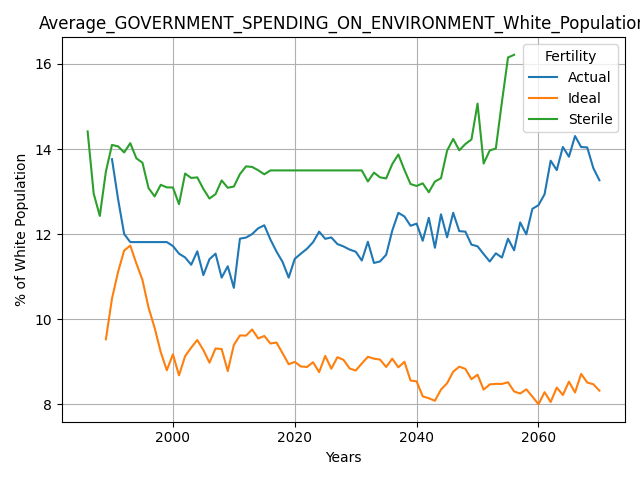 Average_GOVERNMENT_SPENDING_ON_ENVIRONMENT_White_Population
Fertility
Actual
Ideal
Sterile
% of White Population
16
14
12
10
8
2000 2020 2040 2060
Years